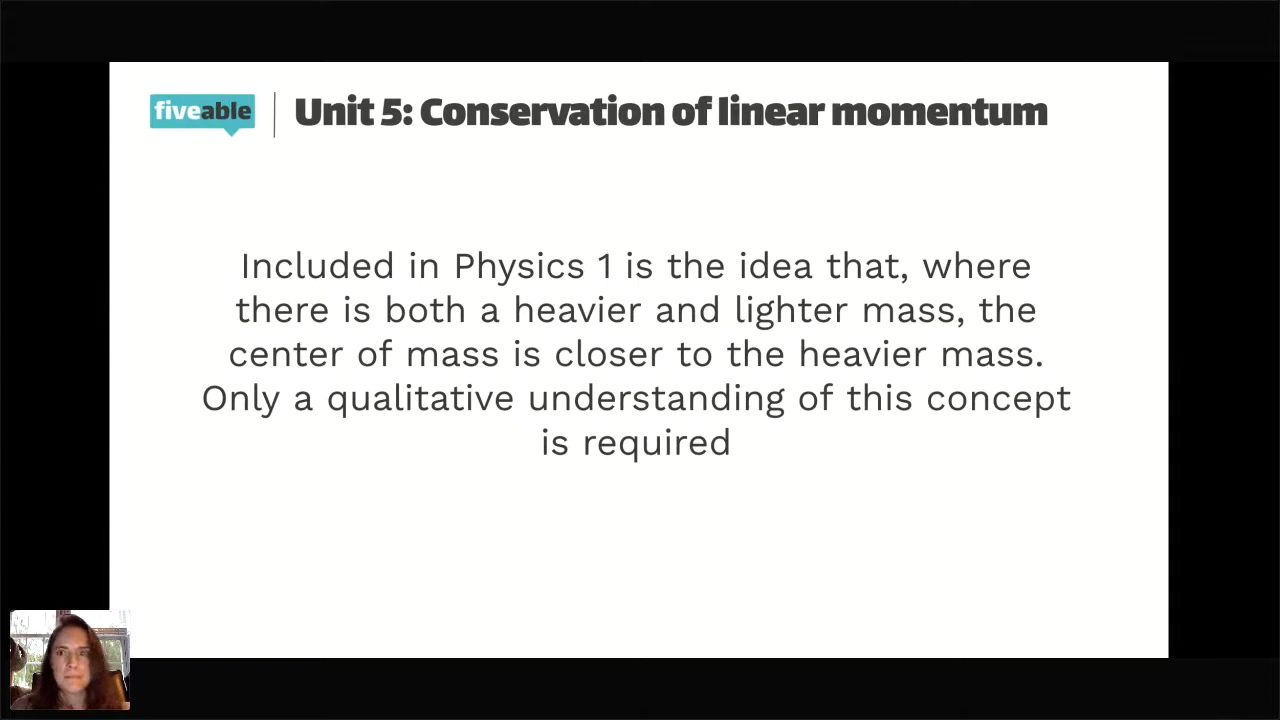 fiveable
Unit 5: Conservation of linear momentum
Included in Physics 1 is the idea that, where
there is both a heavier and lighter mass, the
center of mass is closer to the heavier mass.
Only a qualitative understanding of this concept
is required